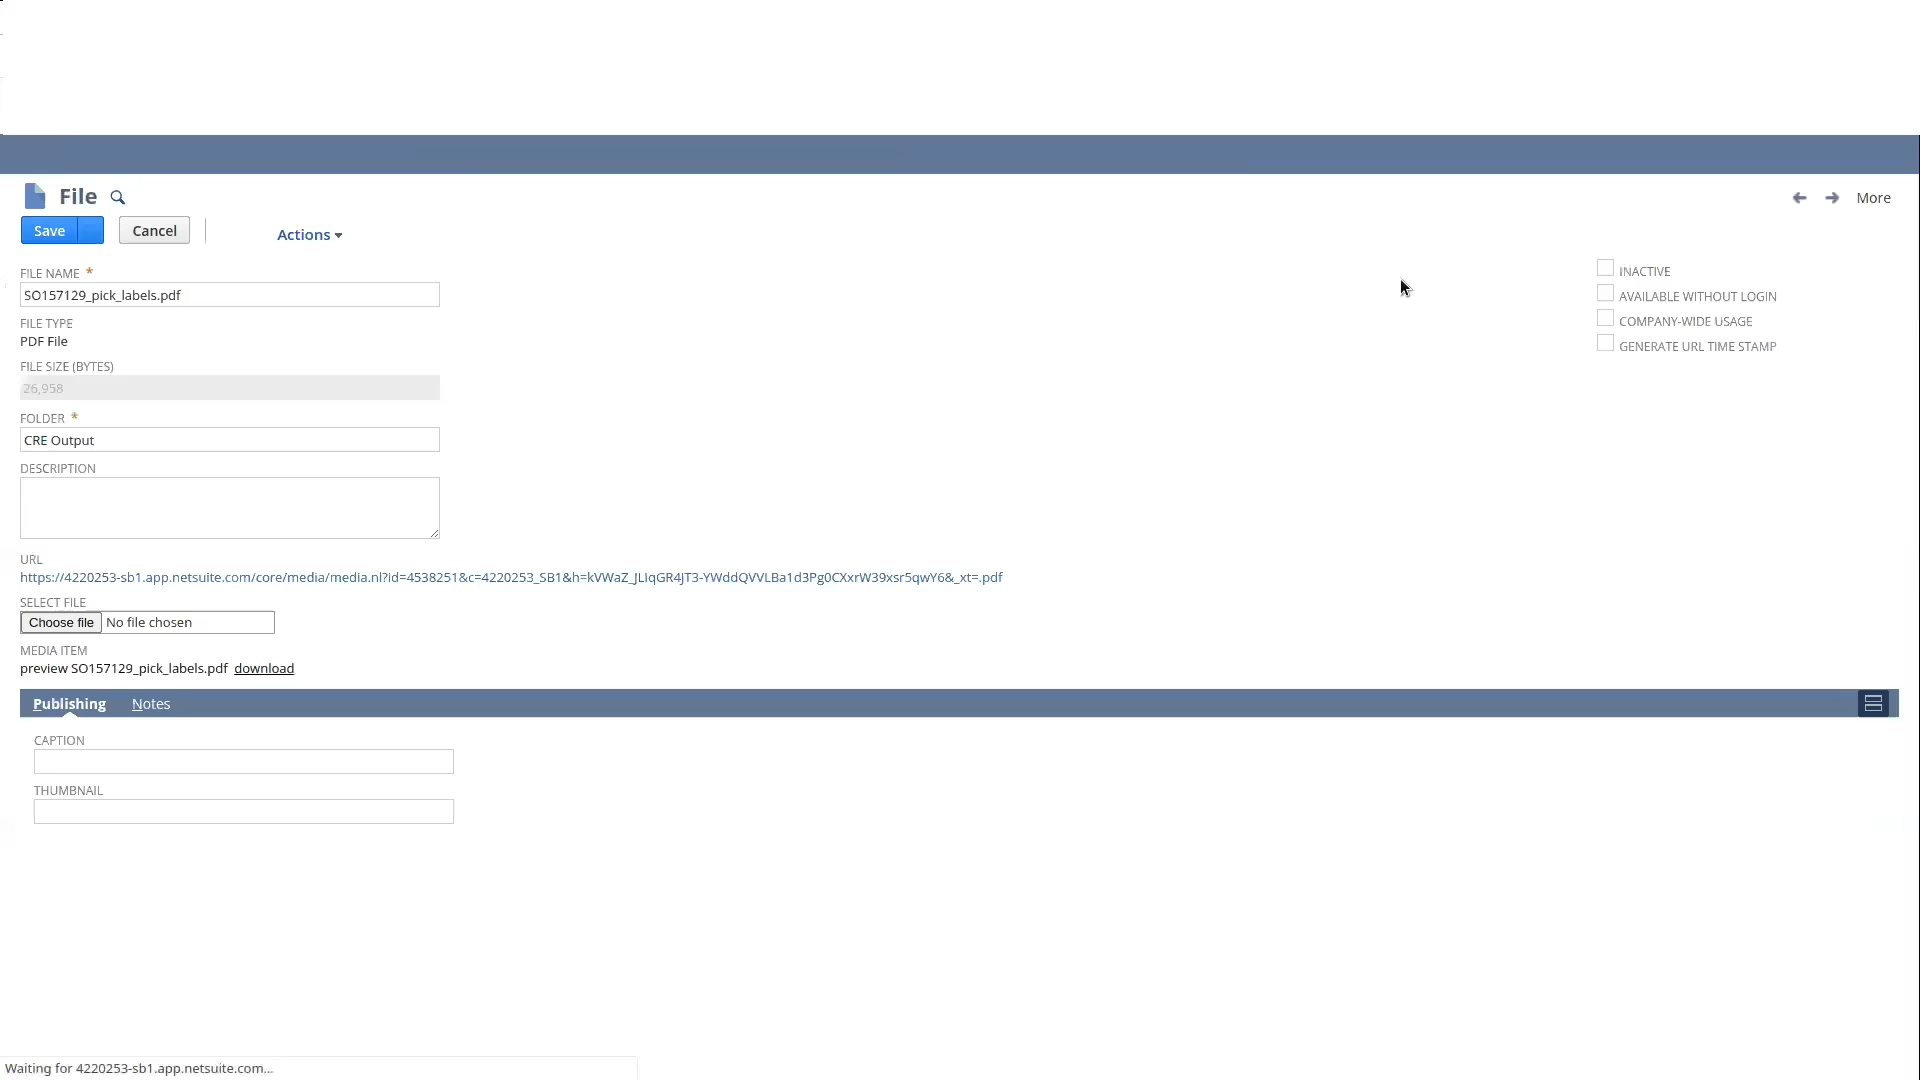 File
More
Save
Cancel
Actions
FILE NAME *
SO157129_pick_labels.pdf
FILE TYPE
PDF File
FILE SIZE (BYTES)
26,958
FOLDER *
CRE Output
DESCRIPTION
URL
https://4220253-sb1.app.netsuite.com/core/media/media.nl?id=4538251&c=4220253_SB1&h=kVWaZ_JLIqGR4JT3-YWddQVVLBa1d3Pg0CXxrW39xsr5qwY6&_xt=.pdf
SELECT FILE
Choose file No file chosen
MEDIA ITEM
preview SO157129_pick_labels.pdf download
INACTIVE
AVAILABLE WITHOUT LOGIN
COMPANY-WIDE USAGE
GENERATE URL TIME STAMP
Publishing Notes
CAPTION
THUMBNAIL
Waiting for 4220253-sb1.app.netsuite.com...